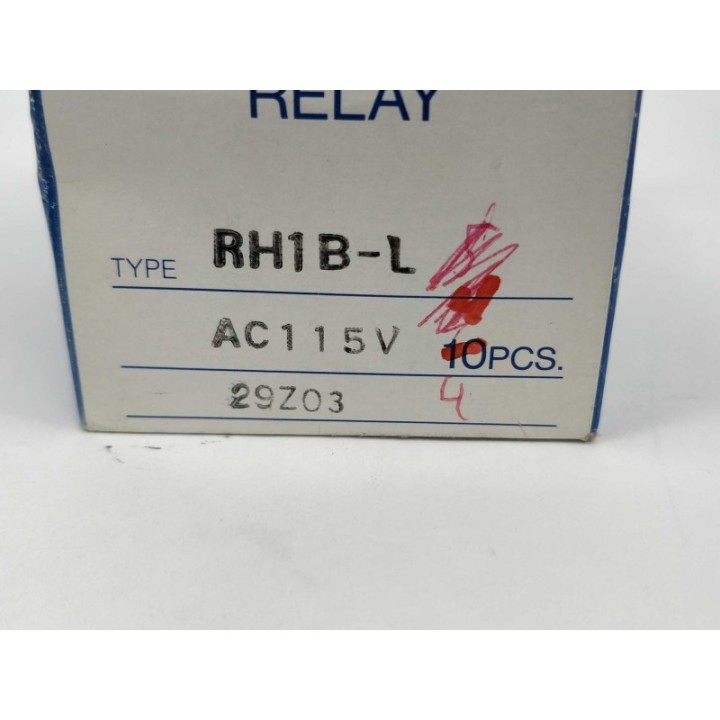 RELAY
TYPE RH1B-L
AC115V 10PCS.
29Z03 4